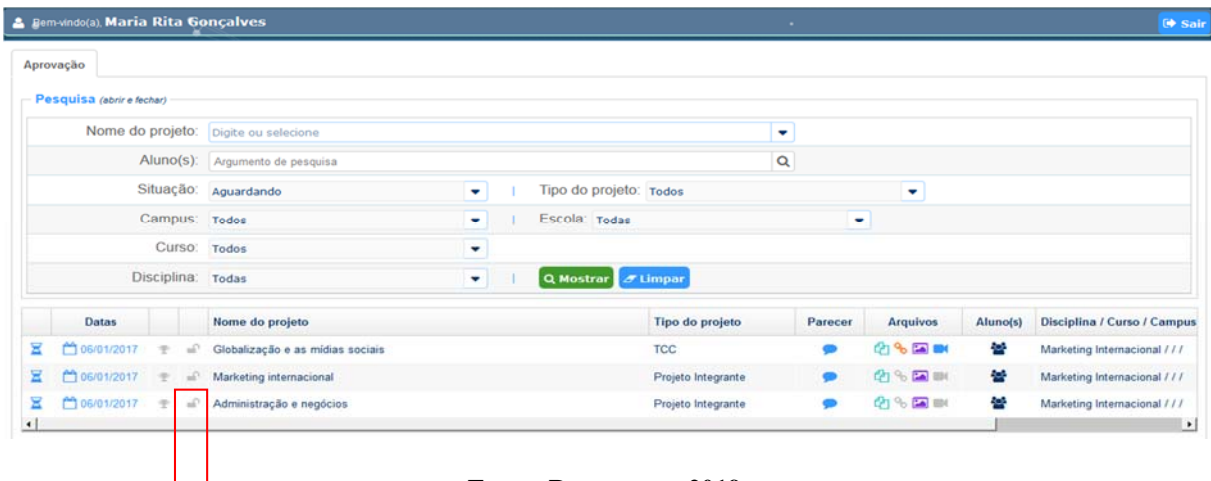 Bem-vindo(a), Maria Rita Gonçalves Sair
Aprovação
Pesquisa (abrir e fechar)
Nome do projeto: Digite ou selecione
Aluno(s): Argumento de pesquisa
Situação: Aguardando | Tipo do projeto: Todos
Campus: Todos | Escola: Todas
Curso: Todos
Disciplina: Todas | Mostrar Limpar
Datas Nome do projeto Tipo do projeto Parecer Arquivos Aluno(s) Disciplina / Curso / Campus
06/01/2017 Globalização e as mídias sociais TCC Marketing Internacional / / /
06/01/2017 Marketing internacional Projeto Integrante Marketing Internacional / / /
06/01/2017 Administração e negócios Projeto Integrante Marketing Internacional / / /